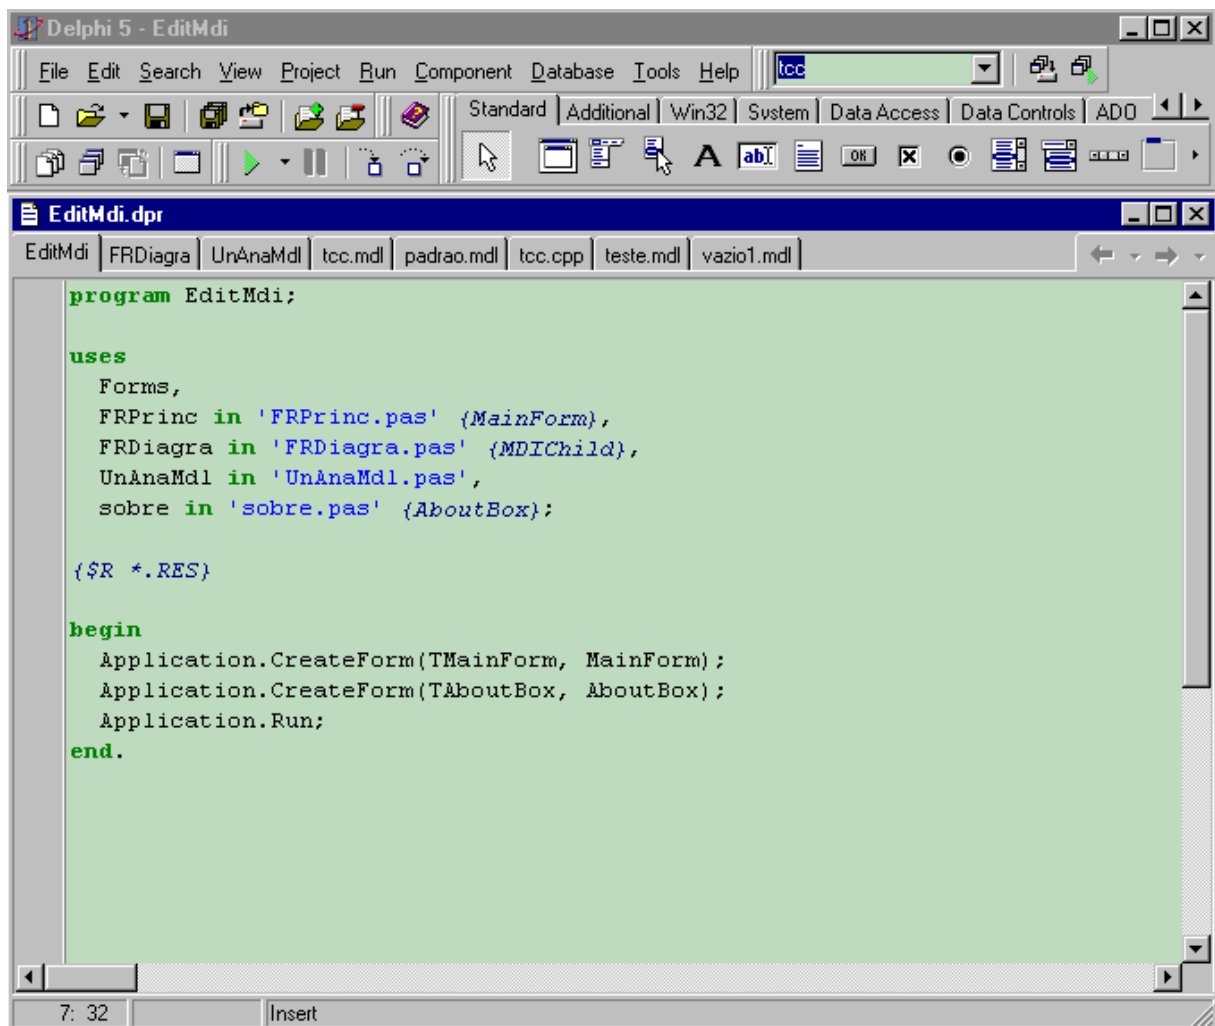 Delphi 5 - EditMdi
File Edit Search View Project Run Component Database Tools Help tcc
Standard Additional Win32 System Data Access Data Controls ADO
A abI OK
EditMdi.dpr
EditMdi FRDiagra UnAnaMdl tcc.mdl padrao.mdl tcc.cpp teste.mdl vazio1.mdl
program EditMdi;
uses
Forms,
FRPrinc in 'FRPrinc.pas' {MainForm},
FRDiagra in 'FRDiagra.pas' {MDIChild},
UnAnaMdl in 'UnAnaMdl.pas',
sobre in 'sobre.pas' {AboutBox};
{$R *.RES}
begin
Application.CreateForm(TMainForm, MainForm);
Application.CreateForm(TAboutBox, AboutBox);
Application.Run;
end.
7: 32 Insert